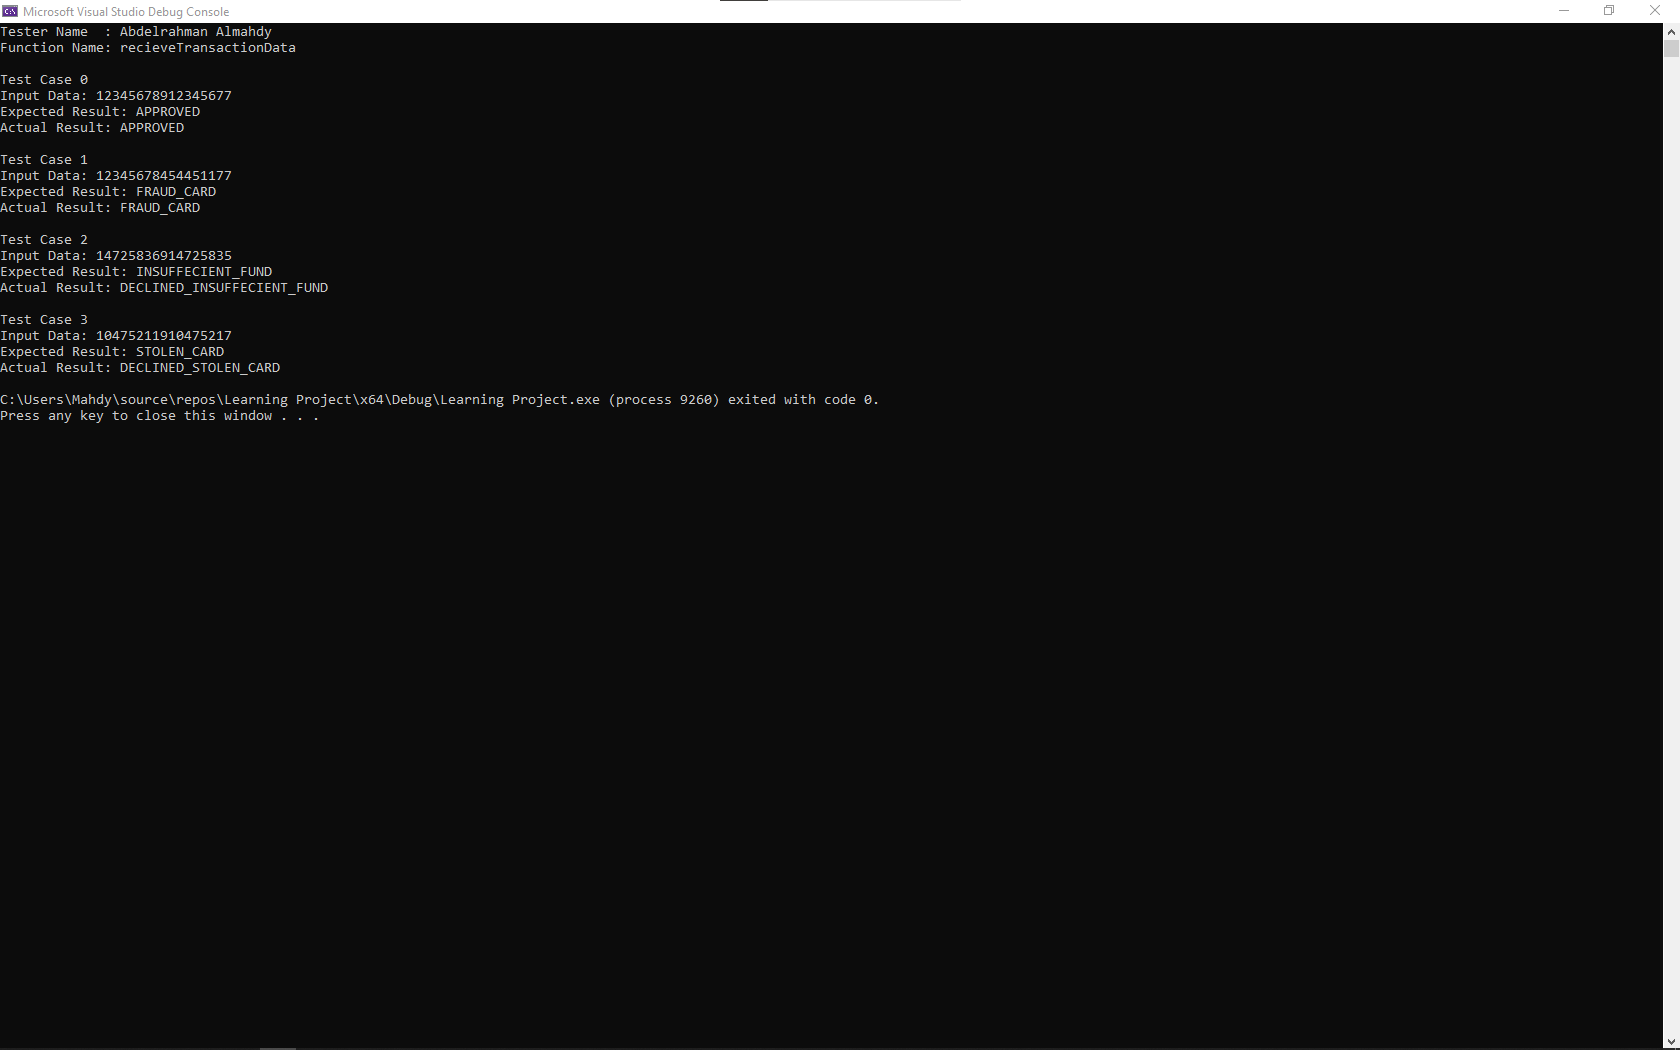 Microsoft Visual Studio Debug Console
Tester Name  : Abdelrahman Almahdy
Function Name: recieveTransactionData
Test Case 0
Input Data: 12345678912345677
Expected Result: APPROVED
Actual Result: APPROVED
Test Case 1
Input Data: 12345678454451177
Expected Result: FRAUD_CARD
Actual Result: FRAUD_CARD
Test Case 2
Input Data: 14725836914725835
Expected Result: INSUFFECIENT_FUND
Actual Result: DECLINED_INSUFFECIENT_FUND
Test Case 3
Input Data: 10475211910475217
Expected Result: STOLEN_CARD
Actual Result: DECLINED_STOLEN_CARD
C:\Users\Mahdy\source\repos\Learning Project\x64\Debug\Learning Project.exe (process 9260) exited with code 0.
Press any key to close this window . . .